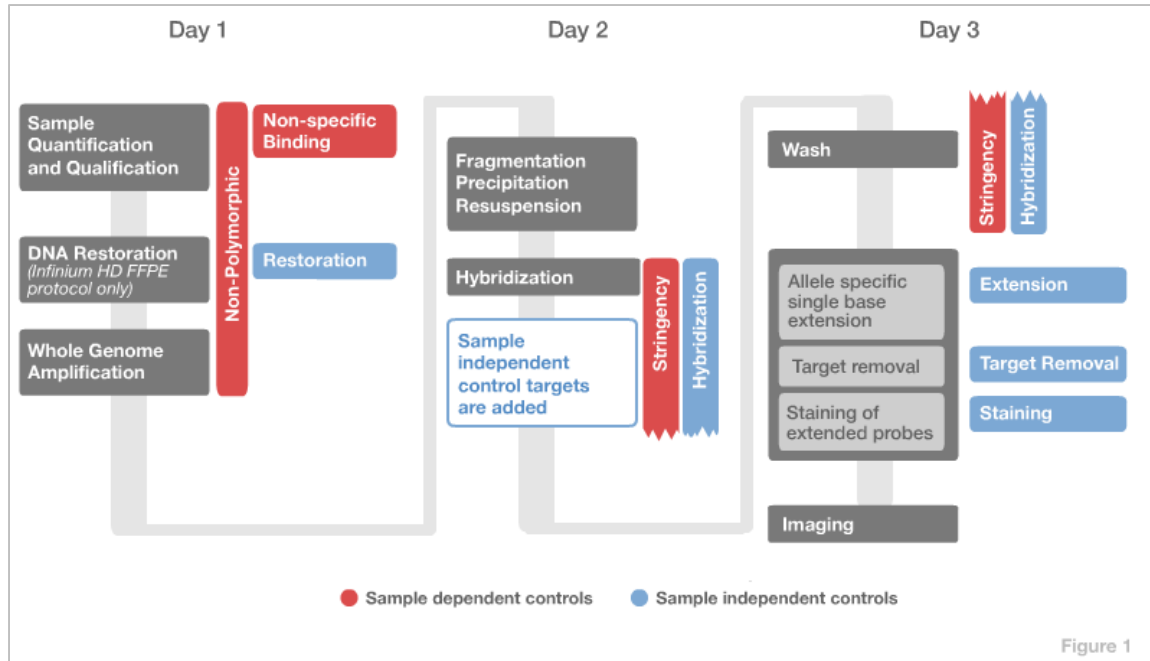 Day 1
Day 2
Day 3
Sample
Quantification
and Qualification
Non-specific
Binding
Non-Polymorphic
DNA Restoration
(Infinium HD FFPE
protocol only)
Restoration
Whole Genome
Amplification
Fragmentation
Precipitation
Resuspension
Hybridization
Sample
independent
control targets
are added
Stringency
Hybridization
Wash
Stringency
Hybridization
Allele specific
single base
extension
Extension
Target removal
Target Removal
Staining of
extended probes
Staining
Imaging
Sample dependent controls
Sample independent controls
Figure 1